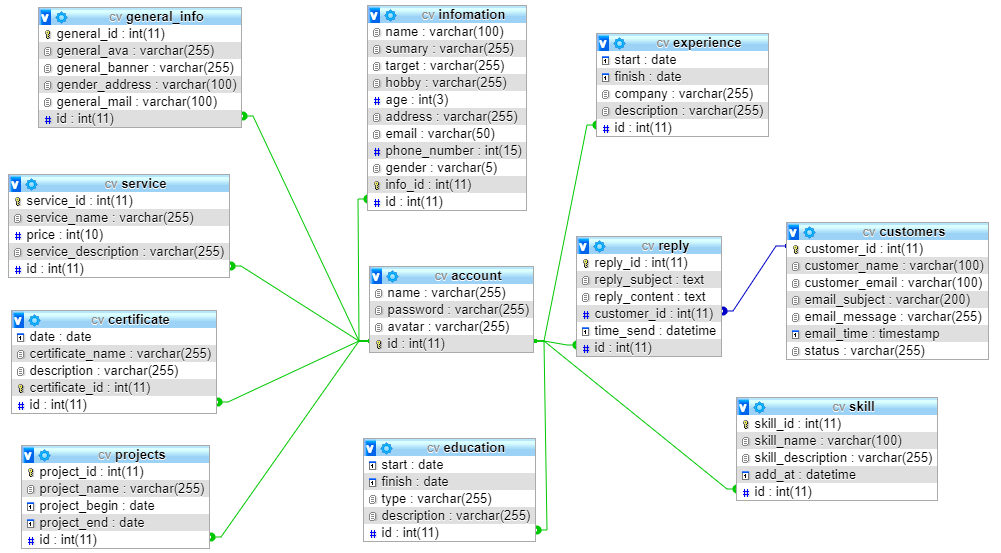 cv general_info
general_id : int(11)
general_ava : varchar(255)
general_banner : varchar(255)
gender_address : varchar(100)
general_mail : varchar(100)
id : int(11)
cv infomation
name : varchar(100)
sumary : varchar(255)
target : varchar(255)
hobby : varchar(255)
age : int(3)
address : varchar(255)
email : varchar(50)
phone_number : int(15)
gender : varchar(5)
info_id : int(11)
id : int(11)
cv experience
start : date
finish : date
company : varchar(255)
description : varchar(255)
id : int(11)
cv service
service_id : int(11)
service_name : varchar(255)
price : int(10)
service_description : varchar(255)
id : int(11)
cv account
name : varchar(255)
password : varchar(255)
avatar : varchar(255)
id : int(11)
cv reply
reply_id : int(11)
reply_subject : text
reply_content : text
customer_id : int(11)
time_send : datetime
id : int(11)
cv customers
customer_id : int(11)
customer_name : varchar(100)
customer_email : varchar(100)
email_subject : varchar(200)
email_message : varchar(255)
email_time : timestamp
status : varchar(255)
cv certificate
date : date
certificate_name : varchar(255)
description : varchar(255)
certificate_id : int(11)
id : int(11)
cv projects
project_id : int(11)
project_name : varchar(255)
project_begin : date
project_end : date
id : int(11)
cv education
start : date
finish : date
type : varchar(255)
description : varchar(255)
id : int(11)
cv skill
skill_id : int(11)
skill_name : varchar(100)
skill_description : varchar(255)
add_at : datetime
id : int(11)